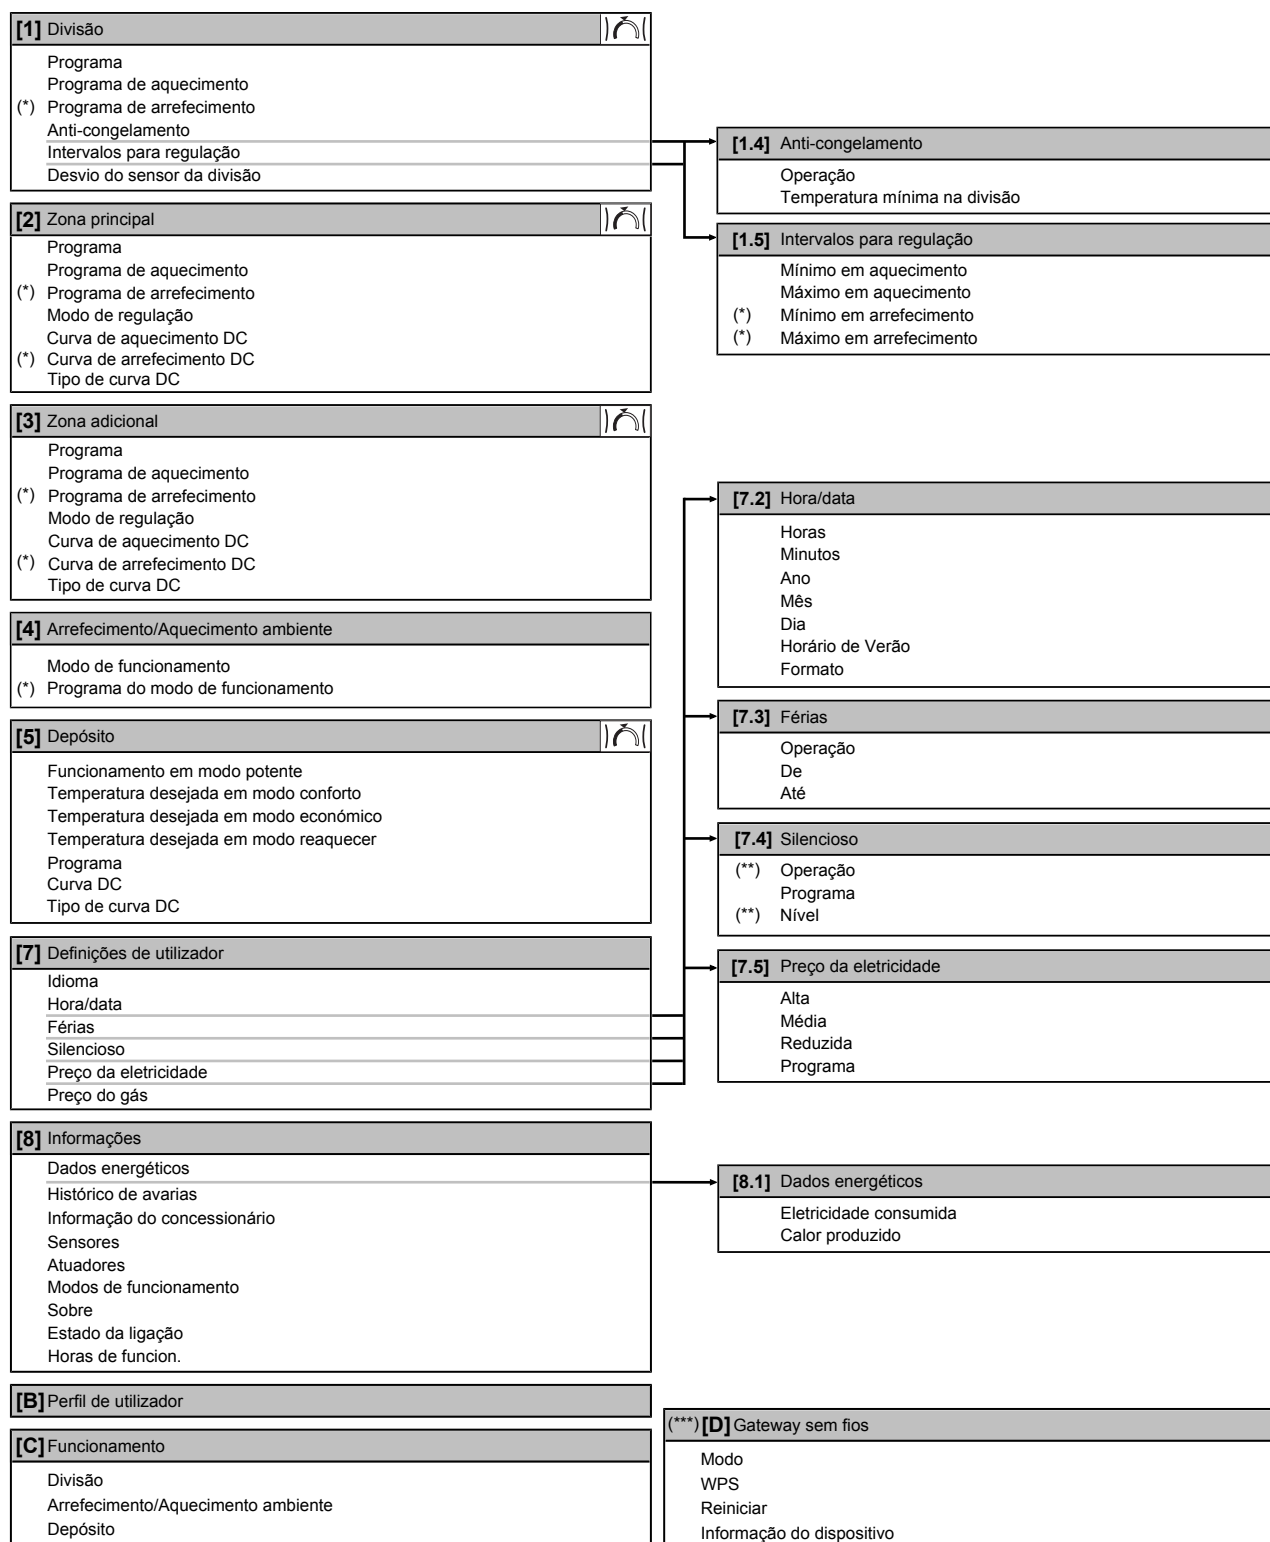 [1] Divisão
Programa
Programa de aquecimento
(*) Programa de arrefecimento
Anti-congelamento
Intervalos para regulação
Desvio do sensor da divisão
[1.4] Anti-congelamento
Operação
Temperatura mínima na divisão
[1.5] Intervalos para regulação
Mínimo em aquecimento
Máximo em aquecimento
(*) Mínimo em arrefecimento
(*) Máximo em arrefecimento
[2] Zona principal
Programa
Programa de aquecimento
(*) Programa de arrefecimento
Modo de regulação
Curva de aquecimento DC
(*) Curva de arrefecimento DC
Tipo de curva DC
[3] Zona adicional
Programa
Programa de aquecimento
(*) Programa de arrefecimento
Modo de regulação
Curva de aquecimento DC
(*) Curva de arrefecimento DC
Tipo de curva DC
[4] Arrefecimento/Aquecimento ambiente
Modo de funcionamento
(*) Programa do modo de funcionamento
[5] Depósito
Funcionamento em modo potente
Temperatura desejada em modo conforto
Temperatura desejada em modo económico
Temperatura desejada em modo reaquecer
Programa
Curva DC
Tipo de curva DC
[7] Definições de utilizador
Idioma
Hora/data
Férias
Silencioso
Preço da eletricidade
Preço do gás
[7.2] Hora/data
Horas
Minutos
Ano
Mês
Dia
Horário de Verão
Formato
[7.3] Férias
Operação
De
Até
[7.4] Silencioso
(**) Operação
Programa
(**) Nível
[7.5] Preço da eletricidade
Alta
Média
Reduzida
Programa
[8] Informações
Dados energéticos
Histórico de avarias
Informação do concessionário
Sensores
Atuadores
Modos de funcionamento
Sobre
Estado da ligação
Horas de funcion.
[8.1] Dados energéticos
Eletricidade consumida
Calor produzido
[B] Perfil de utilizador
[C] Funcionamento
Divisão
Arrefecimento/Aquecimento ambiente
Depósito
(***) [D] Gateway sem fios
Modo
WPS
Reiniciar
Informação do dispositivo